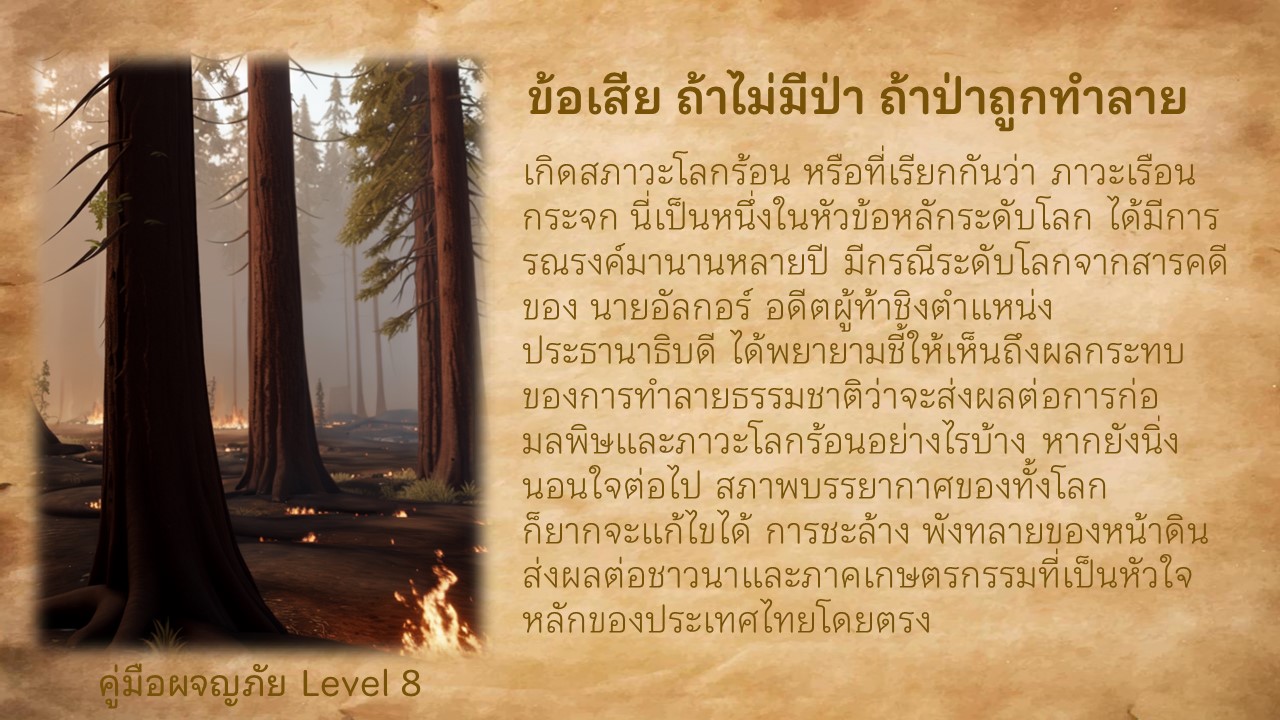 ข้อเสีย ถ้าไม่มีป่า ถ้าป่าถูกทำลาย
เกิดสภาวะโลกร้อน หรือที่เรียกกันว่า ภาวะเรือน
กระจก นี่เป็นหนึ่งในหัวข้อหลักระดับโลก ได้มีการ
รณรงค์มานานหลายปี มีกรณีระดับโลกจากสารคดี
ของ นายอัลกอร์ อดีตผู้ท้าชิงตำแหน่ง
ประธานาธิบดี ได้พยายามชี้ให้เห็นถึงผลกระทบ
ของการทำลายธรรมชาติว่าจะส่งผลต่อการก่อ
มลพิษและภาวะโลกร้อนอย่างไรบ้าง หากยังนิ่ง
นอนใจต่อไป สภาพบรรยากาศของทั้งโลก
ก็ยากจะแก้ไขได้ การชะล้าง พังทลายของหน้าดิน
ส่งผลต่อชาวนาและภาคเกษตรกรรมที่เป็นหัวใจ
หลักของประเทศไทยโดยตรง
คู่มือผจญภัย Level 8